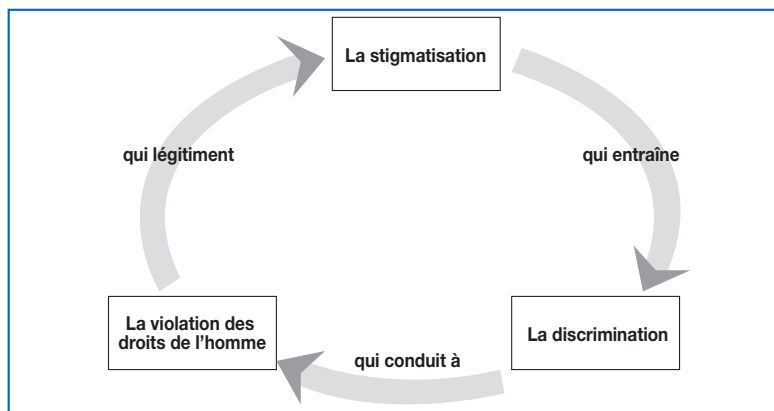 La stigmatisation
qui entraîne
La discrimination
qui conduit à
La violation des
droits de l’homme
qui légitiment